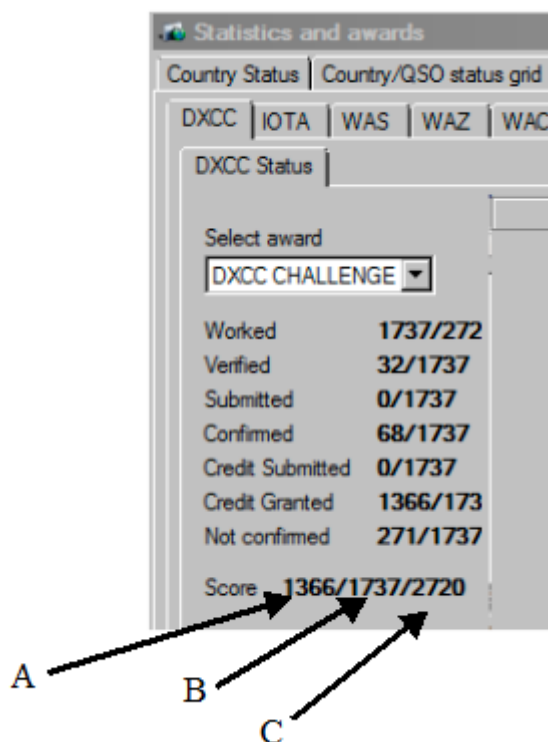 Statistics and awards
Country Status Country/QSO status grid
DXCC IOTA WAS WAZ WAC
DXCC Status
Select award
DXCC CHALLENGE
Worked 1737/272
Verified 32/1737
Submitted 0/1737
Confirmed 68/1737
Credit Submitted 0/1737
Credit Granted 1366/173
Not confirmed 271/1737
Score 1366/1737/2720
A
B
C